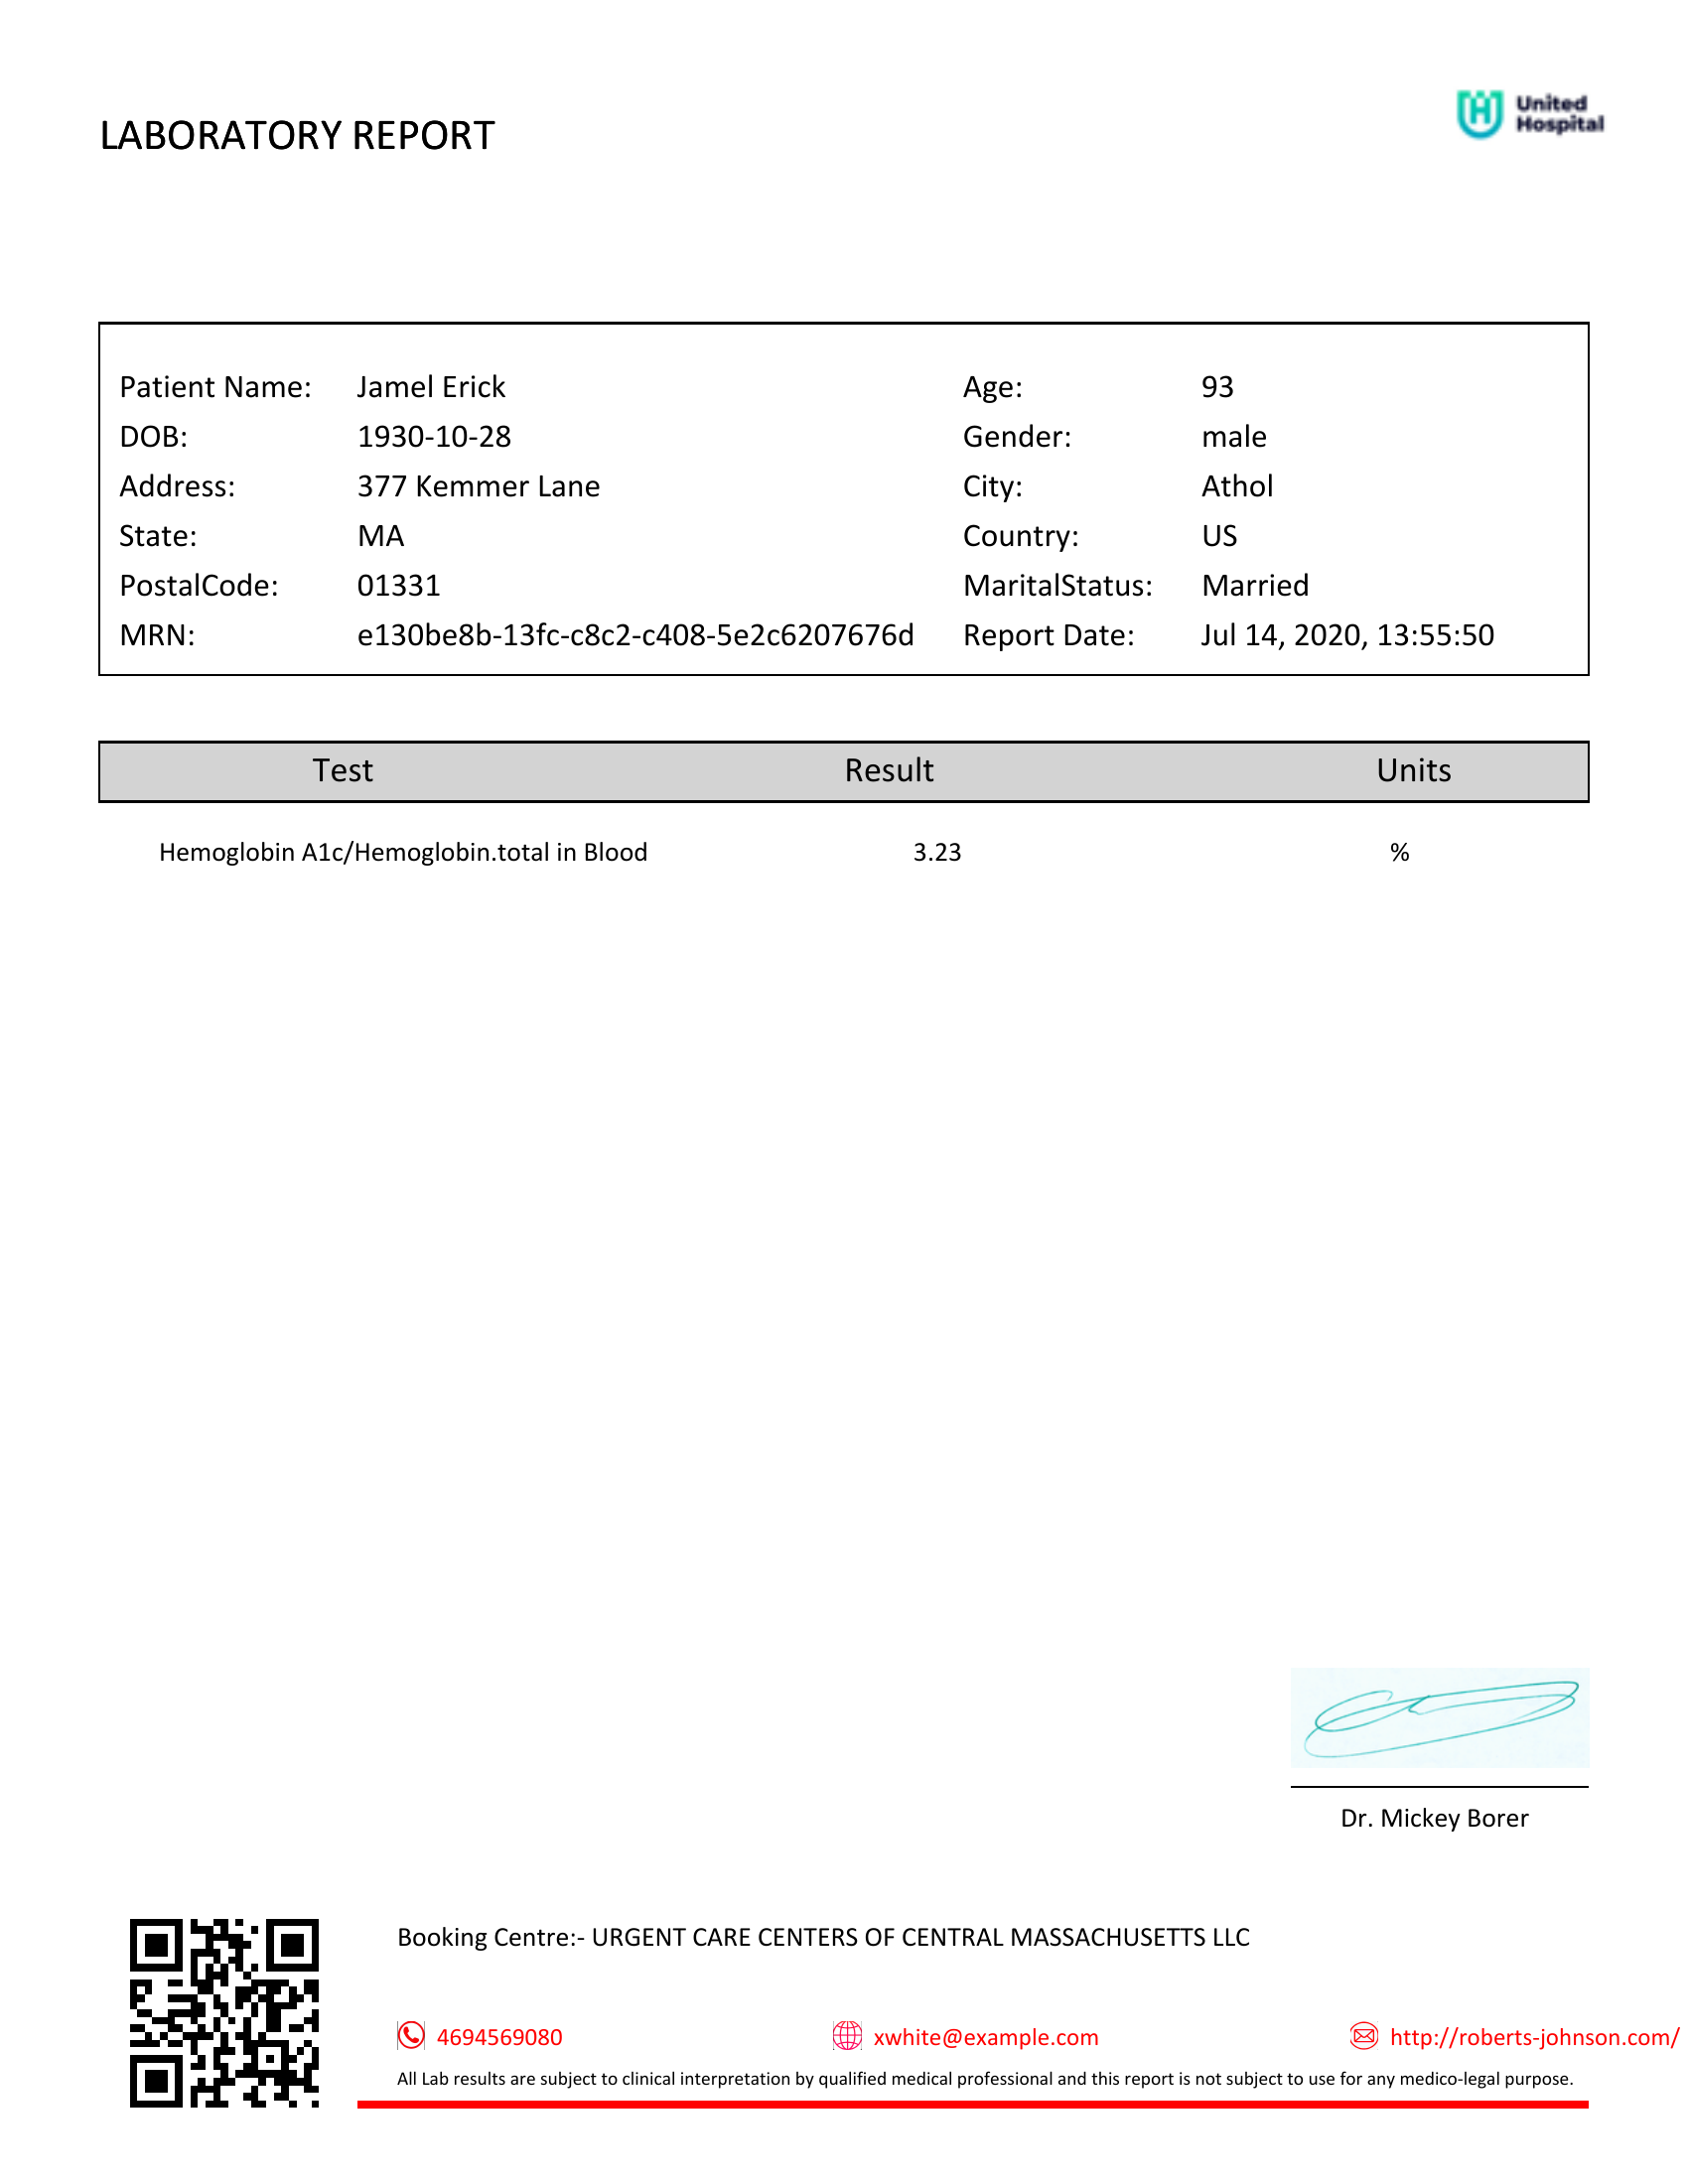 United
Hospital
LABORATORY REPORT
Patient Name: Jamel Erick Age: 93
DOB: 1930-10-28 Gender: male
Address: 377 Kemmer Lane City: Athol
State: MA Country: US
PostalCode: 01331 MaritalStatus: Married
MRN: e130be8b-13fc-c8c2-c408-5e2c6207676d Report Date: Jul 14, 2020, 13:55:50
Test Result Units
Hemoglobin A1c/Hemoglobin.total in Blood 3.23 %
Dr. Mickey Borer
Booking Centre:- URGENT CARE CENTERS OF CENTRAL MASSACHUSETTS LLC
4694569080 xwhite@example.com http://roberts-johnson.com/
All Lab results are subject to clinical interpretation by qualified medical professional and this report is not subject to use for any medico-legal purpose.